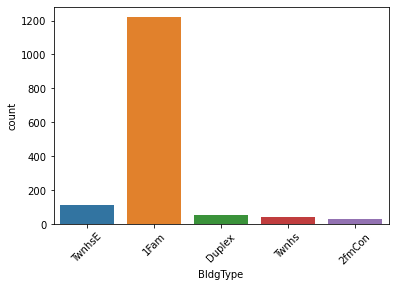 1200
1000
800
600
400
200
0
count
TwnhsE
1Fam
Duplex
Twnhs
2fmCon
BldgType